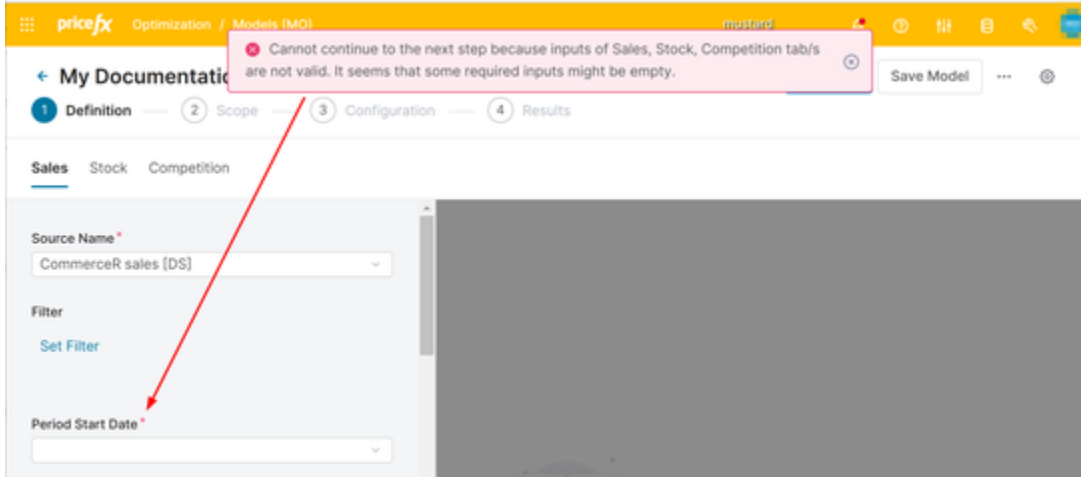 pricefx Optimization / Models (MO) mustard
Cannot continue to the next step because inputs of Sales, Stock, Competition tab/s
are not valid. It seems that some required inputs might be empty.
My Documentatic
Save Model
1 Definition 2 Scope 3 Configuration 4 Results
Sales Stock Competition
Source Name *
CommerceR sales [DS]
Filter
Set Filter
Period Start Date *